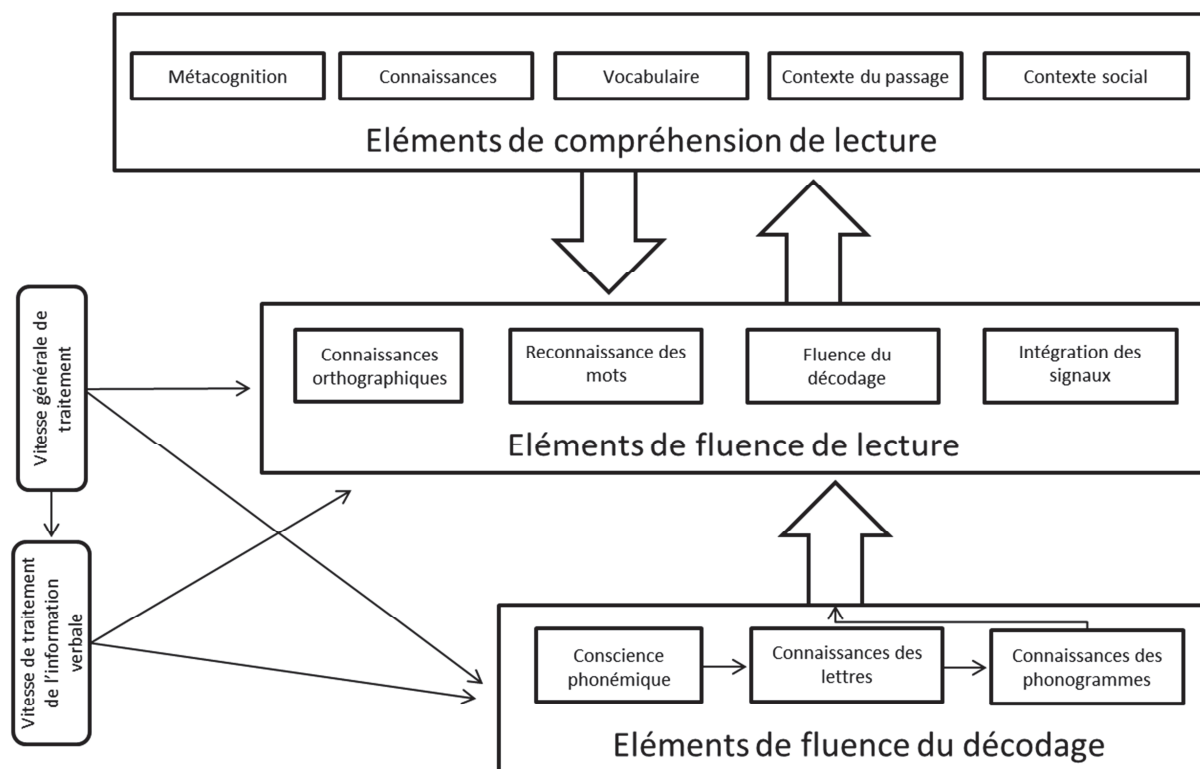 Métacognition
Connaissances
Vocabulaire
Contexte du passage
Contexte social
Eléments de compréhension de lecture
Vitesse générale de
traitement
Connaissances
orthographiques
Reconnaissance des
mots
Fluence du
décodage
Intégration des
signaux
Eléments de fluence de lecture
Vitesse de traitement
de l'information
verbale
Conscience
phonémique
Connaissances des
lettres
Connaissances des
phonogrammes
Eléments de fluence du décodage